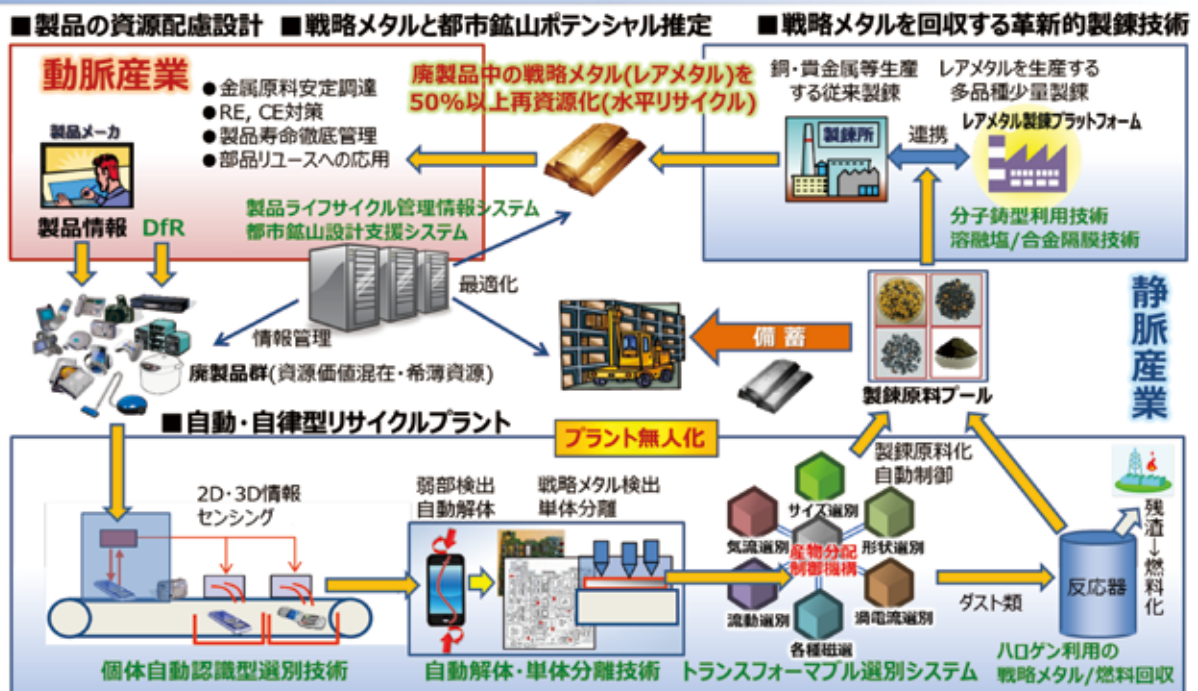 ■製品の資源配慮設計 ■戦略メタルと都市鉱山ポテンシャル推定
■戦略メタルを回収する革新的製錬技術
動脈産業
●金属原料安定調達
●RE, CE対策
●製品寿命徹底管理
●部品リユースへの応用
製品メーカ
製品情報
DfR
廃製品中の戦略メタル(レアメタル)を
50%以上再資源化(水平リサイクル)
銅・貴金属等生産
する従来製錬
レアメタルを生産する
多品種少量製錬
製錬所
連携
レアメタル製錬プラットフォーム
分子鋳型利用技術
溶融塩/合金隔膜技術
製品ライフサイクル管理情報システム
都市鉱山設計支援システム
最適化
情報管理
廃製品群(資源価値混在・希薄資源)
備蓄
製錬原料プール
静脈産業
■自動・自律型リサイクルプラント
プラント無人化
2D・3D情報
センシング
個体自動認識型選別技術
弱部検出
自動解体
戦略メタル検出
単体分離
自動解体・単体分離技術
製錬原料化
自動制御
サイズ選別
気流選別
形状選別
産物分配
制御機構
流動選別
渦電流選別
各種磁選
トランスフォーマブル選別システム
ダスト類
反応器
残渣→燃料化
ハロゲン利用の
戦略メタル/燃料回収